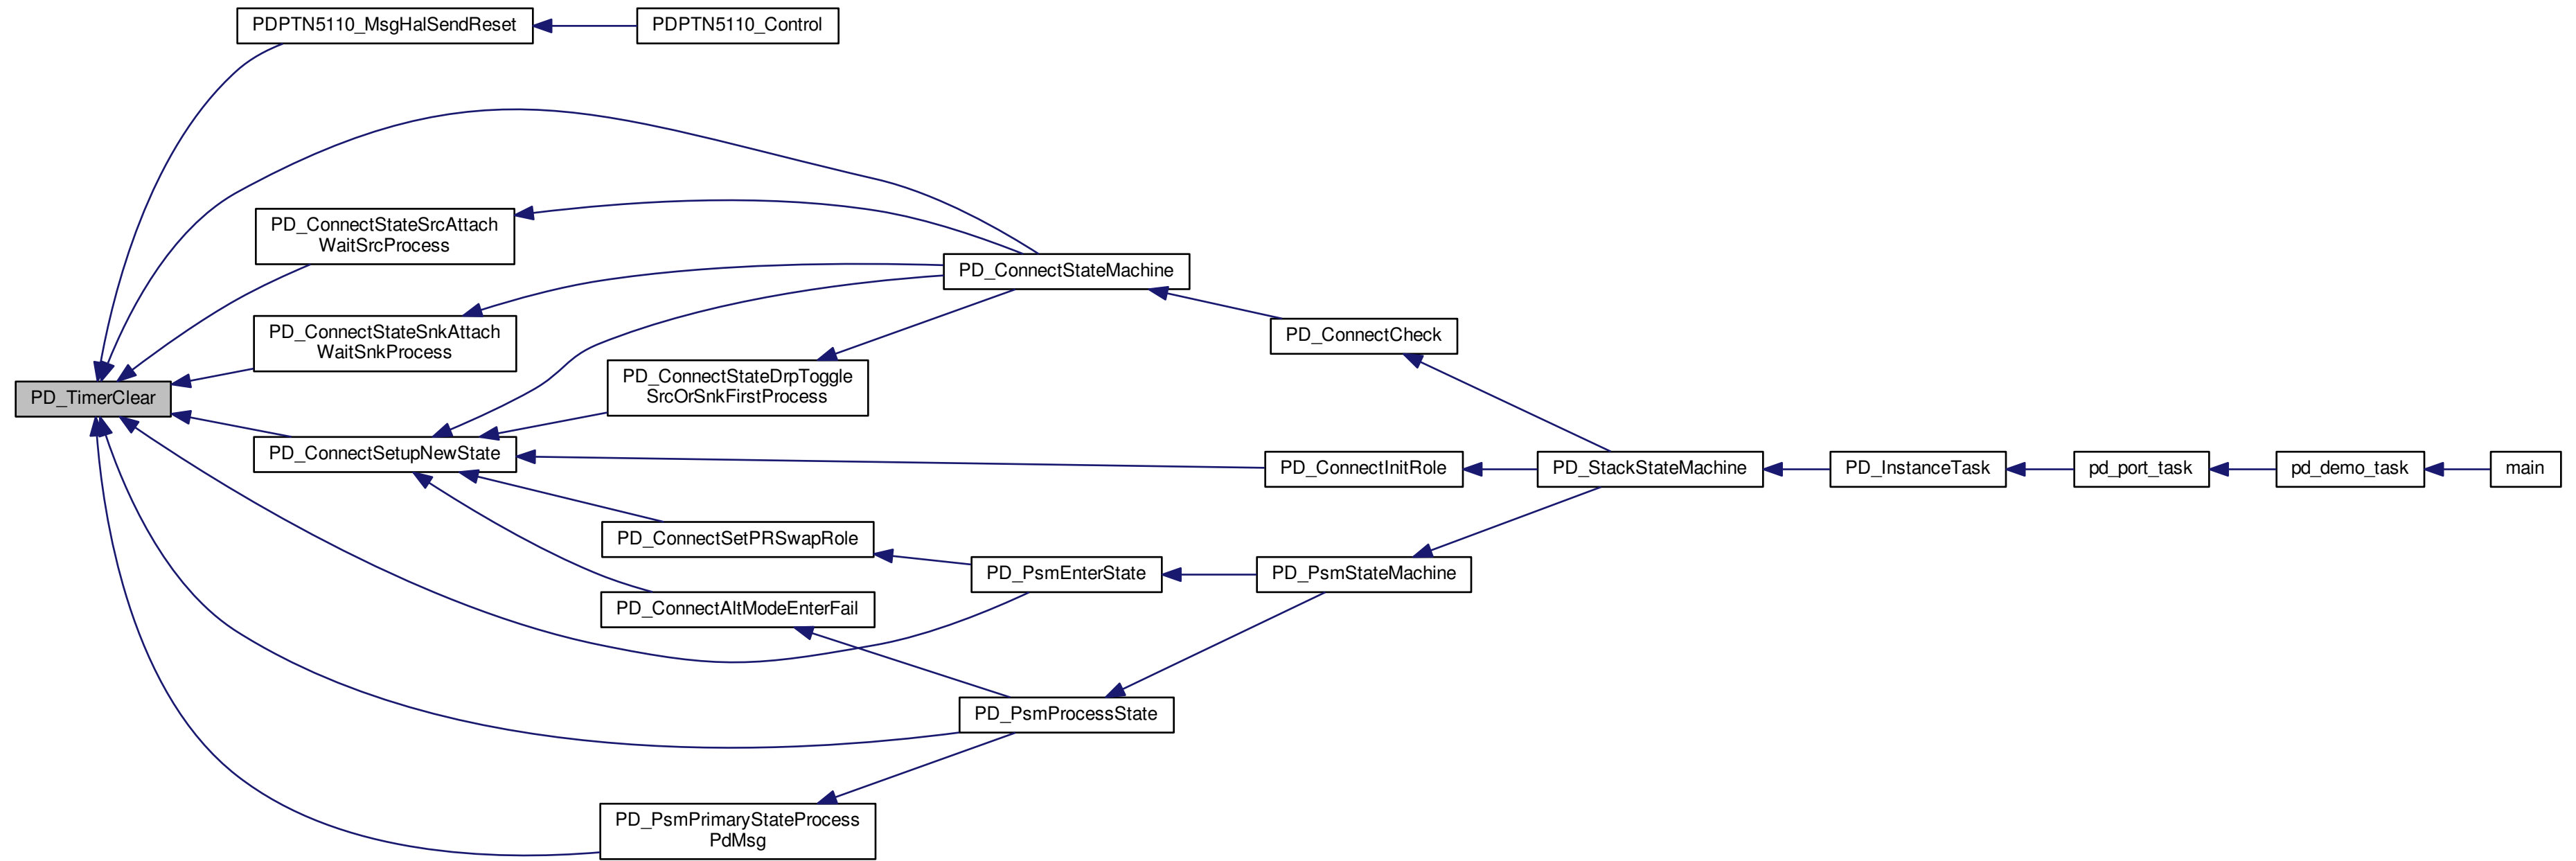 PDPTN5110_MsgHalSendReset
PDPTN5110_Control
PD_ConnectStateSrcAttach
WaitSrcProcess
PD_ConnectStateMachine
PD_ConnectStateSnkAttach
WaitSnkProcess
PD_ConnectCheck
PD_ConnectStateDrpToggle
SrcOrSnkFirstProcess
PD_TimerClear
PD_ConnectSetupNewState
PD_ConnectInitRole
PD_StackStateMachine
PD_InstanceTask
pd_port_task
pd_demo_task
main
PD_ConnectSetPRSwapRole
PD_PsmEnterState
PD_PsmStateMachine
PD_ConnectAltModeEnterFail
PD_PsmProcessState
PD_PsmPrimaryStateProcess
PdMsg